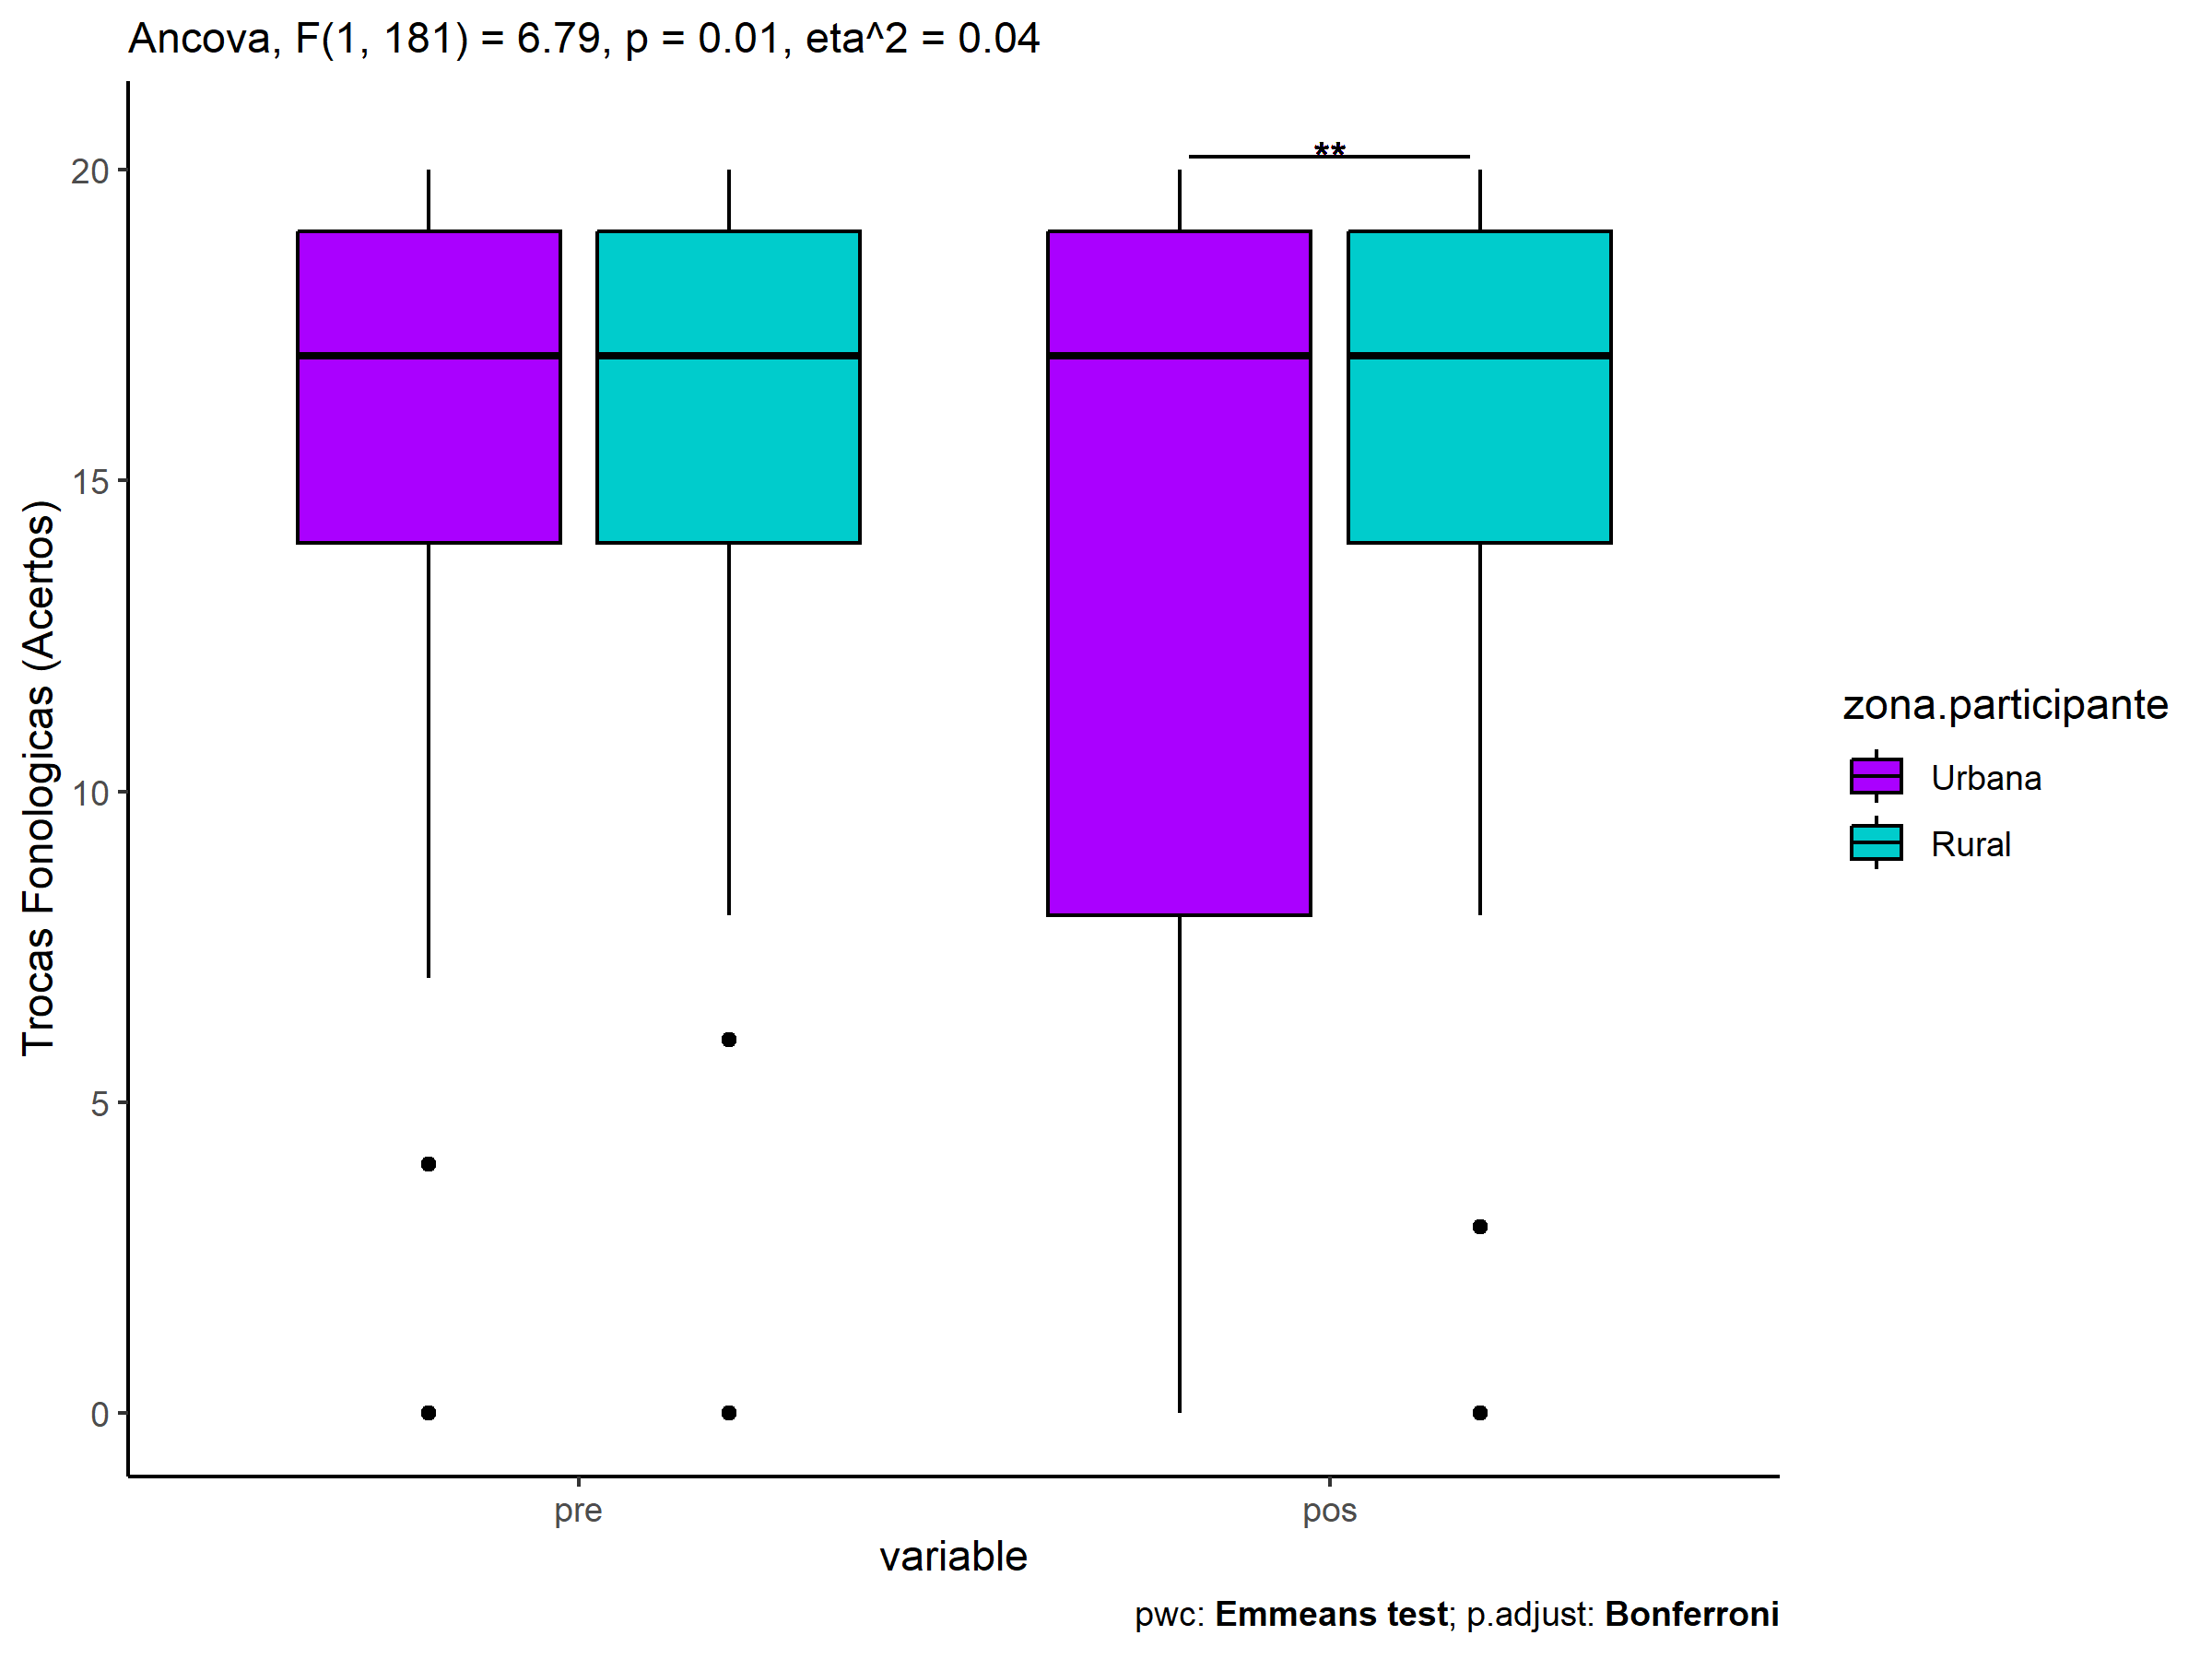 Ancova, F(1, 181) = 6.79, p = 0.01, eta^2 = 0.04
**
20
15
10
5
0
Trocas Fonologicas (Acertos)
pre
pos
variable
zona.participante
Urbana
Rural
pwc: Emmeans test; p.adjust: Bonferroni